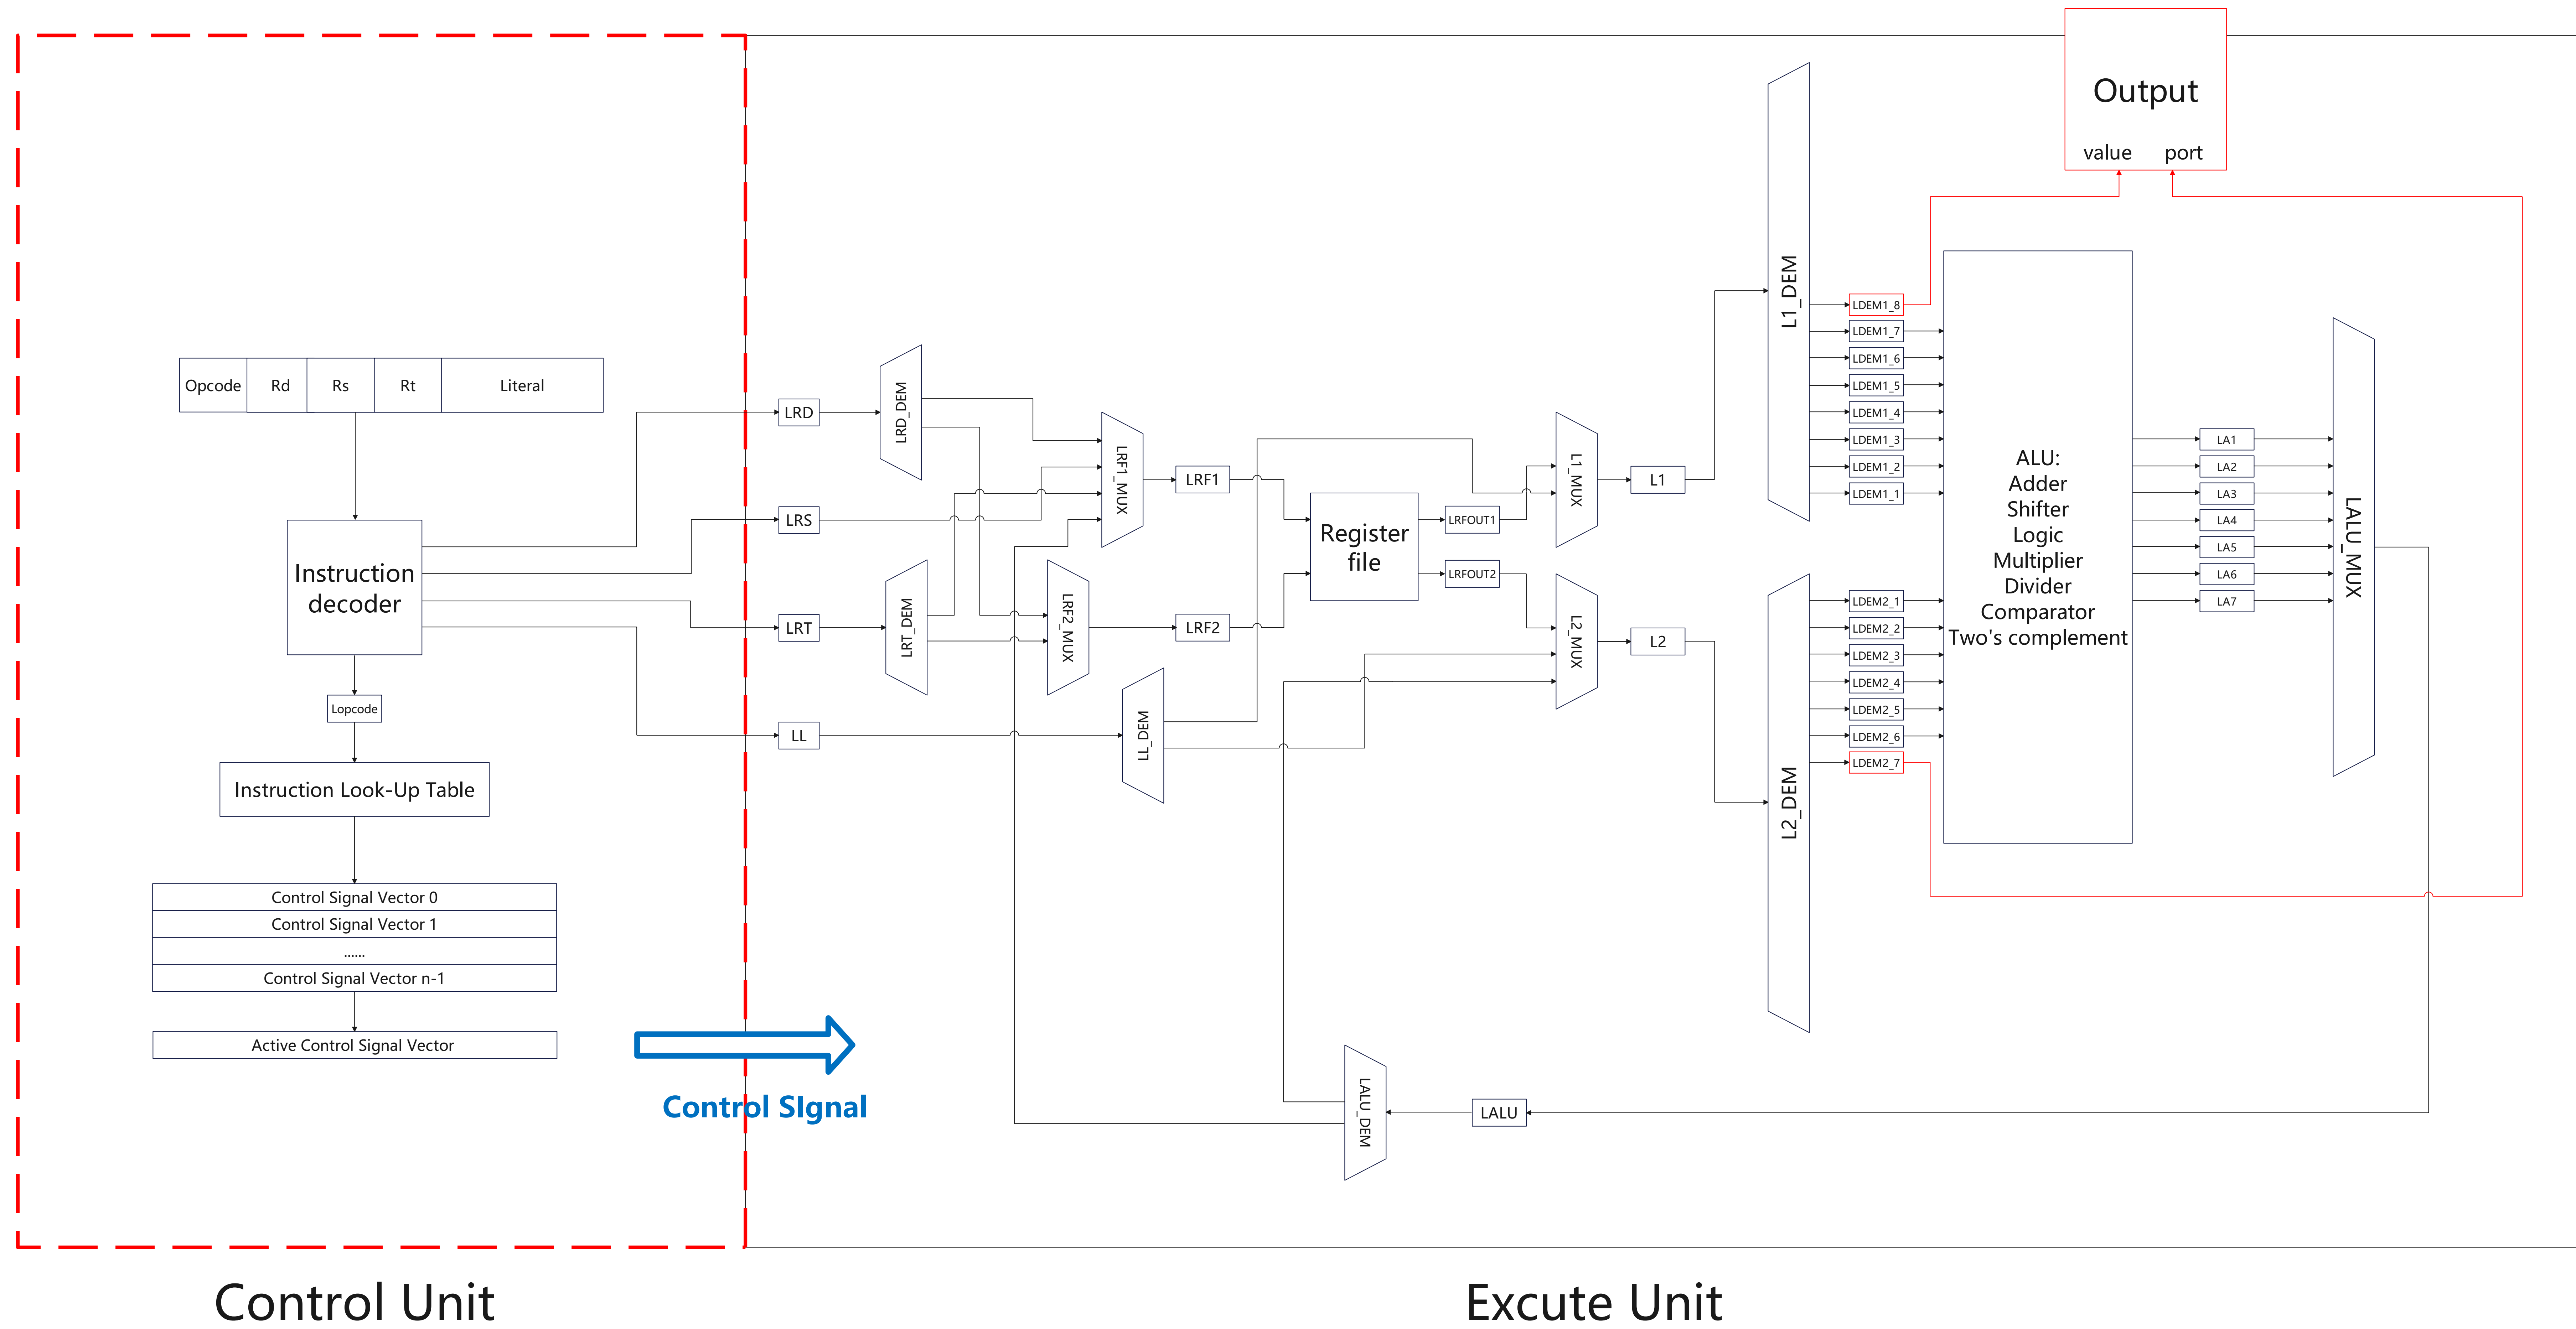 Output
value port
Opcode Rd Rs Rt Literal
Instruction
decoder
Lopcode
Instruction Look-Up Table
Control Signal Vector 0
Control Signal Vector 1
......
Control Signal Vector n-1
Active Control Signal Vector
Control SIgnal
LRD
LRS
LRT
LL
LRD_DEM
LRT_DEM
LRF1_MUX
LRF2_MUX
LL_DEM
LRF1
LRF2
Register
file
LRFOUT1
LRFOUT2
L1_MUX
L2_MUX
L1
L2
L1_DEM
L2_DEM
LDEM1_8
LDEM1_7
LDEM1_6
LDEM1_5
LDEM1_4
LDEM1_3
LDEM1_2
LDEM1_1
LDEM2_1
LDEM2_2
LDEM2_3
LDEM2_4
LDEM2_5
LDEM2_6
LDEM2_7
ALU:
Adder
Shifter
Logic
Multiplier
Divider
Comparator
Two's complement
LA1
LA2
LA3
LA4
LA5
LA6
LA7
LALU_MUX
LALU_DEM
LALU
Control Unit
Excute Unit